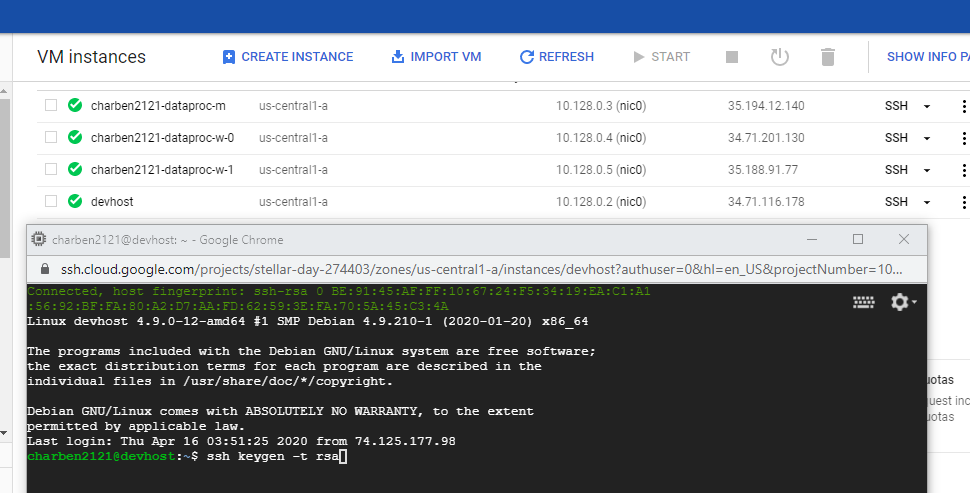 VM instances CREATE INSTANCE IMPORT VM REFRESH START SHOW INFO PA
charben2121-dataproc-m us-central1-a 10.128.0.3 (nic0) 35.194.12.140 SSH
charben2121-dataproc-w-0 us-central1-a 10.128.0.4 (nic0) 34.71.201.130 SSH
charben2121-dataproc-w-1 us-central1-a 10.128.0.5 (nic0) 35.188.91.77 SSH
devhost us-central1-a 10.128.0.2 (nic0) 34.71.116.178 SSH
charben2121@devhost: ~ - Google Chrome
ssh.cloud.google.com/projects/stellar-day-274403/zones/us-central1-a/instances/devhost?authuser=0&hl=en_US&projectNumber=10...
Connected, host fingerprint: ssh-rsa 0 BE:91:45:AF:FF:10:67:24:F5:34:19:EA:C1:A1
:56:92:BF:FA:80:A2:D7:AA:FD:62:59:3E:FA:70:5A:45:C3:4A
Linux devhost 4.9.0-12-amd64 #1 SMP Debian 4.9.210-1 (2020-01-20) x86_64
The programs included with the Debian GNU/Linux system are free software;
the exact distribution terms for each program are described in the
individual files in /usr/share/doc/*/copyright.
Debian GNU/Linux comes with ABSOLUTELY NO WARRANTY, to the extent
permitted by applicable law.
Last login: Thu Apr 16 03:51:25 2020 from 74.125.177.98
charben2121@devhost:~$ ssh keygen -t rsa
uotas
quest inc
uotas